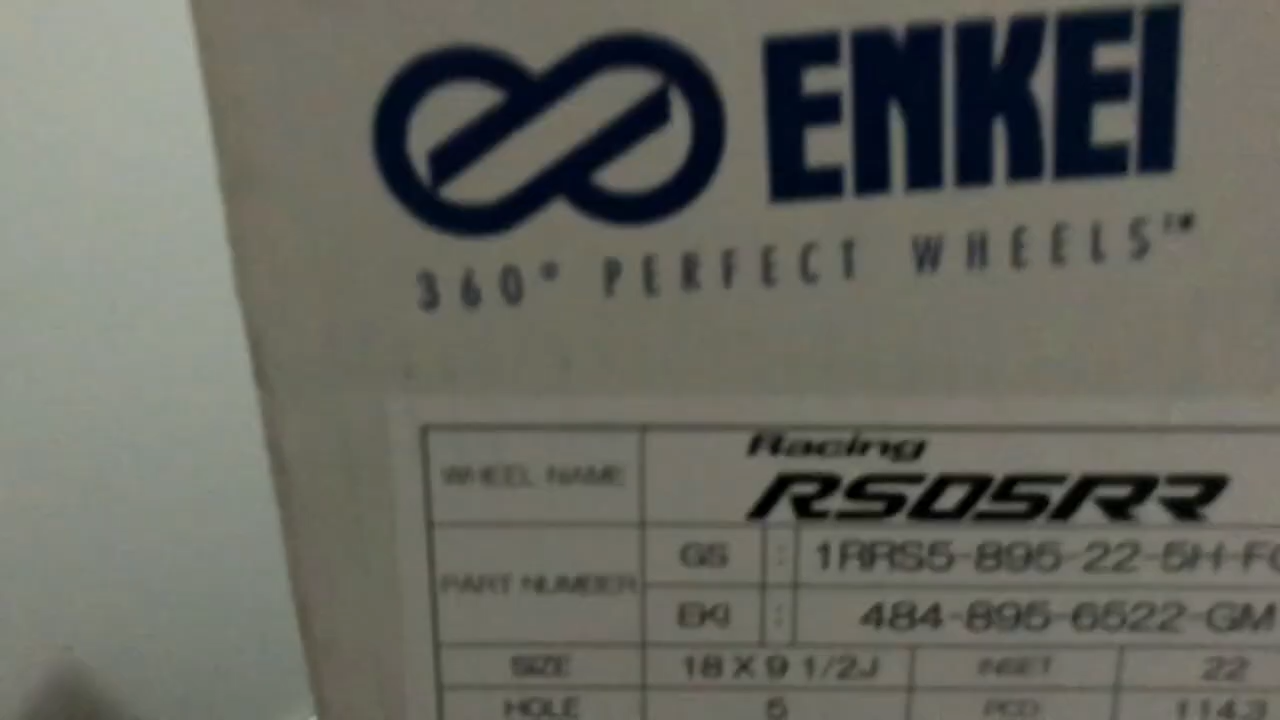 ENKEI
360° PERFECT WHEELS™
WHEEL NAME
Racing
RS05RR
PART NUMBER
GS : 1RRS5-895-22-5H-F
EKI : 484-895-6522-GM
SIZE 18 X 9 1/2J INSET 22
HOLE 5 PCD 114.3